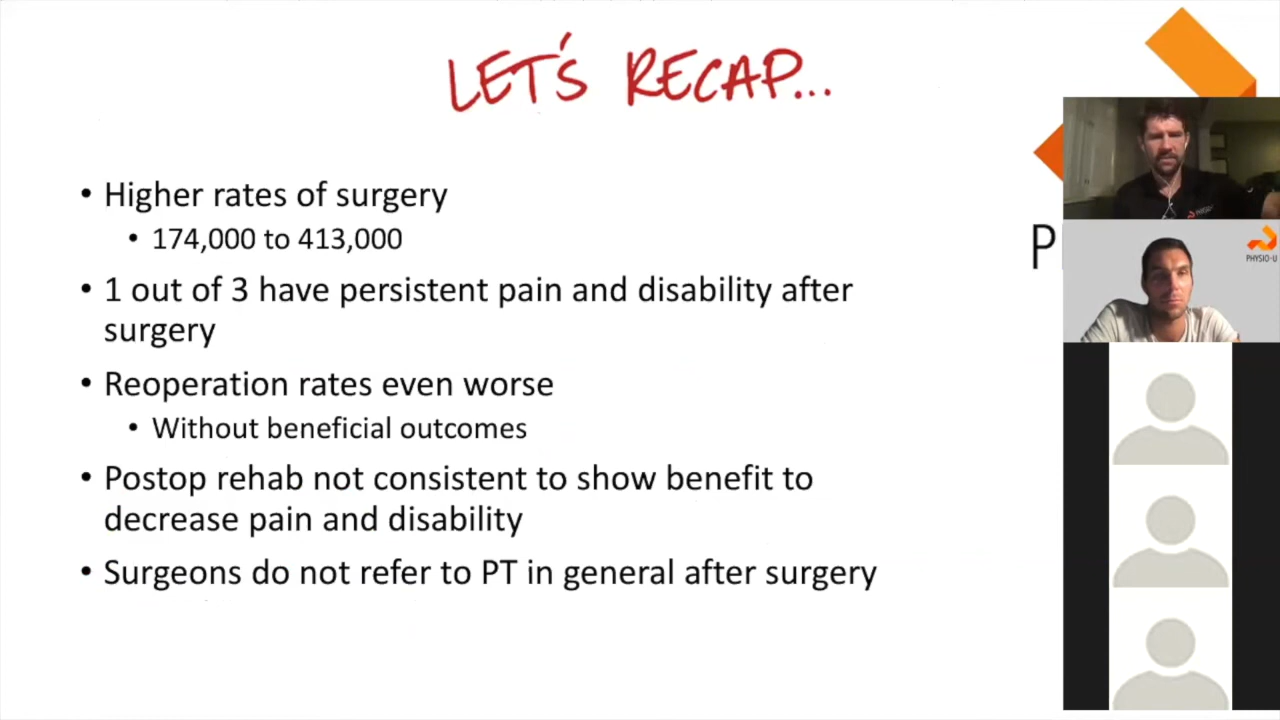 LET'S RECAP...
• Higher rates of surgery
• 174,000 to 413,000
• 1 out of 3 have persistent pain and disability after
surgery
• Reoperation rates even worse
• Without beneficial outcomes
• Postop rehab not consistent to show benefit to
decrease pain and disability
• Surgeons do not refer to PT in general after surgery
P
PHYSIO-U